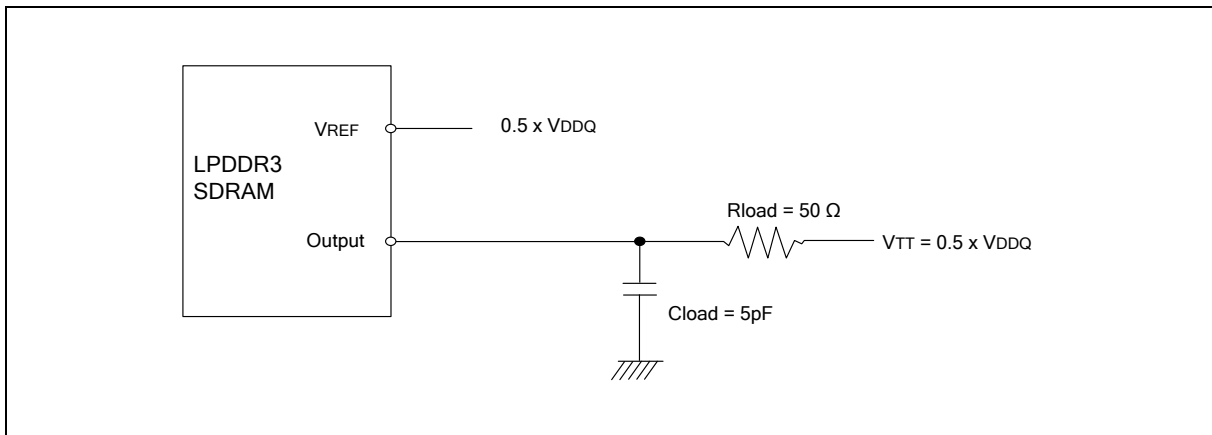 VREF
0.5 x VDDQ
LPDDR3
SDRAM
Rload = 50 Ω
Output
VTT = 0.5 x VDDQ
Cload = 5pF